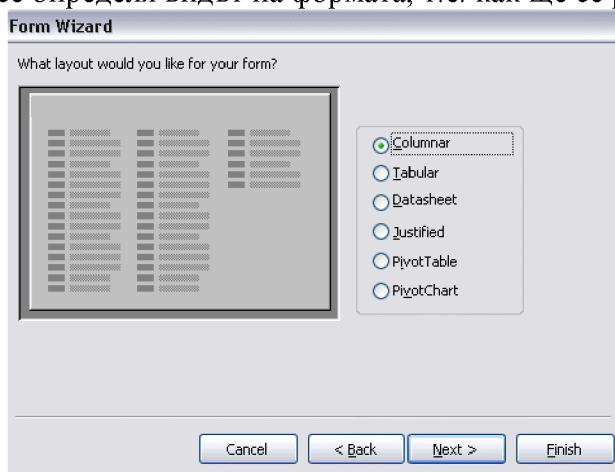 определя видът на формата, т.е. как ще се
Form Wizard
What layout would you like for your form?
Columnar
Tabular
Datasheet
Justified
PivotTable
PivotChart
Cancel
< Back
Next >
Finish